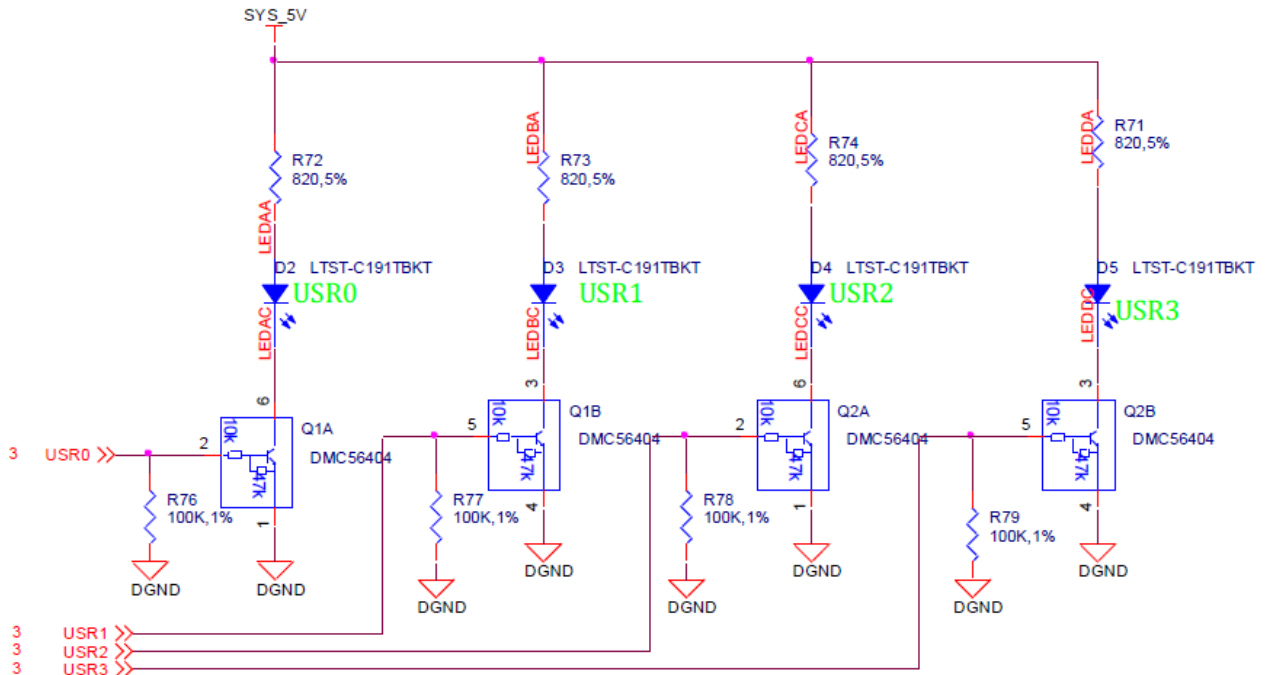 SYS_5V
LEDAA
R72
820,5%
LEDBA
R73
820,5%
LEDCA
R74
820,5%
LEDDA
R71
820,5%
D2 LTST-C191TBKT
USR0
LEDAC
D3 LTST-C191TBKT
USR1
LEDBC
D4 LTST-C191TBKT
USR2
LEDCC
D5 LTST-C191TBKT
USR3
LEDDC
3 USR0
2
6
10k
47k
1
Q1A
DMC56404
R76
100K,1%
DGND
DGND
5
3
10k
47k
4
Q1B
DMC56404
R77
100K,1%
DGND
DGND
2
6
10k
47k
1
Q2A
DMC56404
R78
100K,1%
DGND
DGND
5
3
10k
47k
4
Q2B
DMC56404
R79
100K,1%
DGND
DGND
3 USR1
3 USR2
3 USR3